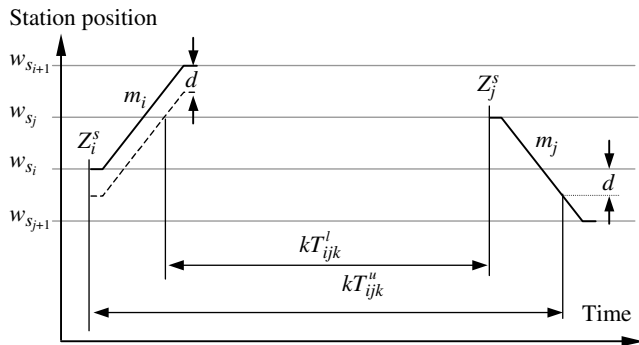 Station position
w_{s_{i+1}}
d
Z_i^s
m_i
Z_j^s
w_{s_j}
m_j
w_{s_i}
d
w_{s_{j+1}}
kT_{ijk}^l
kT_{ijk}^u
Time